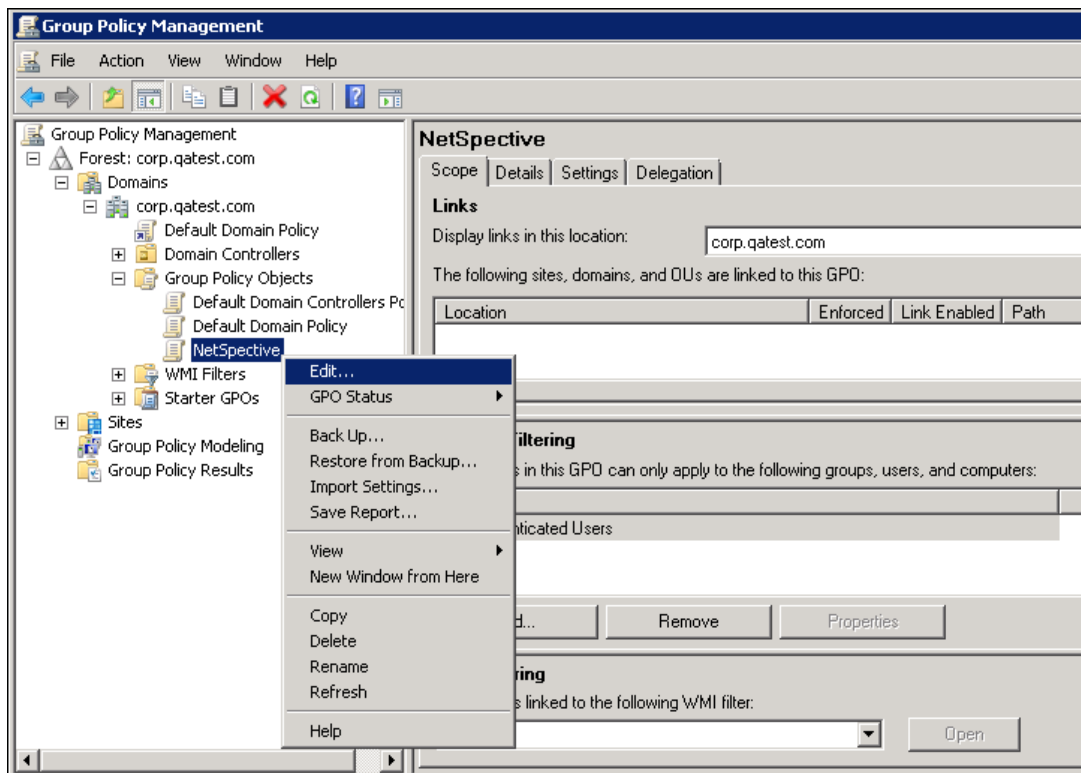 Group Policy Management
File Action View Window Help
Group Policy Management
Forest: corp.qatest.com
Domains
corp.qatest.com
Default Domain Policy
Domain Controllers
Group Policy Objects
Default Domain Controllers Po
Default Domain Policy
NetSpective
WMI Filters
Starter GPOs
Sites
Group Policy Modeling
Group Policy Results
Edit...
GPO Status
Back Up...
Restore from Backup...
Import Settings...
Save Report...
View
New Window from Here
Copy
Delete
Rename
Refresh
Help
NetSpective
Scope Details Settings Delegation
Links
Display links in this location: corp.qatest.com
The following sites, domains, and OUs are linked to this GPO:
Location Enforced Link Enabled Path
Filtering
s in this GPO can only apply to the following groups, users, and computers:
nticated Users
d... Remove Properties
ring
s linked to the following WMI filter:
Open